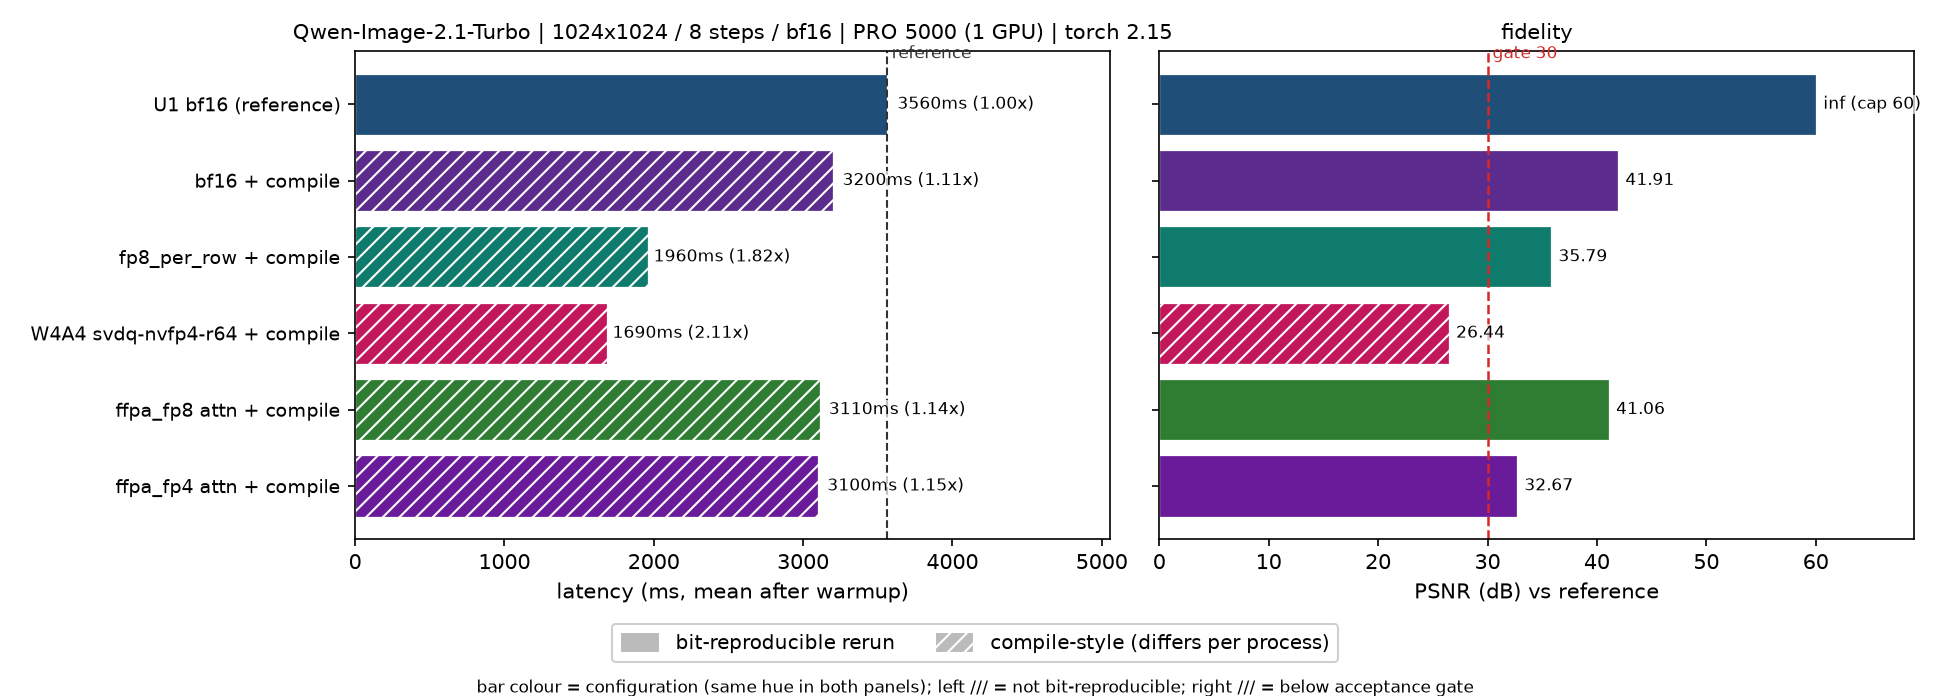 Qwen-Image-2.1-Turbo | 1024x1024 / 8 steps / bf16 | PRO 5000 (1 GPU) | torch 2.15
reference
U1 bf16 (reference)
3560ms (1.00x)
bf16 + compile
3200ms (1.11x)
fp8_per_row + compile
1960ms (1.82x)
W4A4 svdq-nvfp4-r64 + compile
1690ms (2.11x)
ffpa_fp8 attn + compile
3110ms (1.14x)
ffpa_fp4 attn + compile
3100ms (1.15x)
0 1000 2000 3000 4000 5000
latency (ms, mean after warmup)
fidelity
gate 30
inf (cap 60)
41.91
35.79
26.44
41.06
32.67
0 10 20 30 40 50 60
PSNR (dB) vs reference
bit-reproducible rerun
compile-style (differs per process)
bar colour = configuration (same hue in both panels); left /// = not bit-reproducible; right /// = below acceptance gate